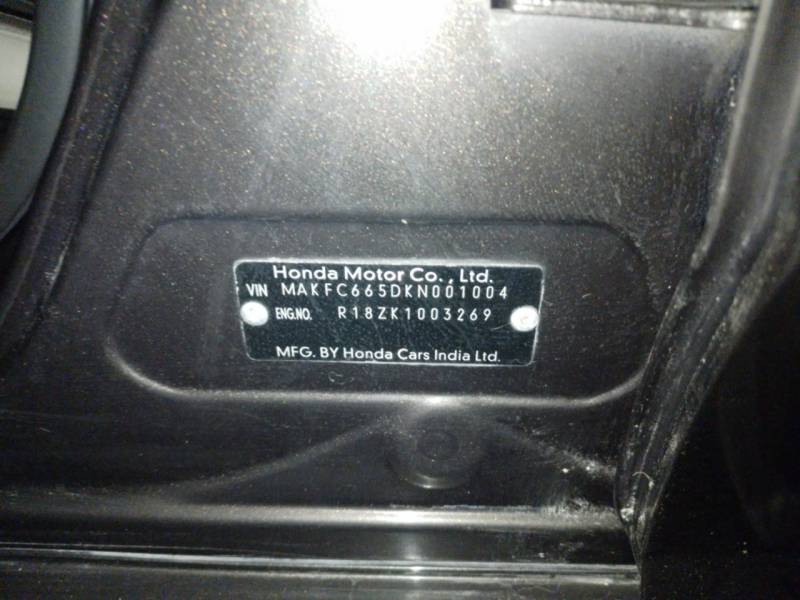 Honda Motor Co., Ltd.
VIN MAKFC665DKN001004
ENG.NO. R18ZK1003269
MFG. BY Honda Cars India Ltd.